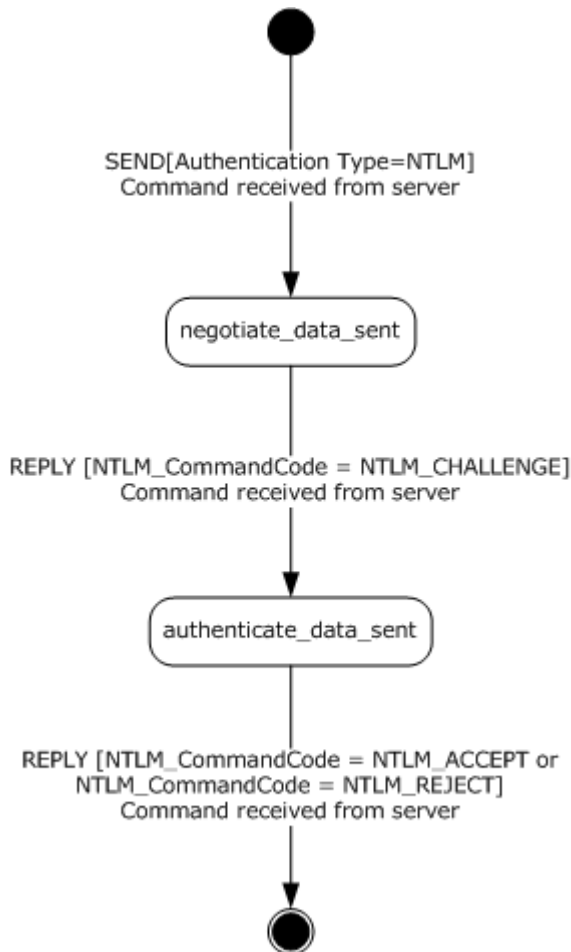 SEND[Authentication Type=NTLM]
Command received from server
negotiate_data_sent
REPLY [NTLM_CommandCode = NTLM_CHALLENGE]
Command received from server
authenticate_data_sent
REPLY [NTLM_CommandCode = NTLM_ACCEPT or
NTLM_CommandCode = NTLM_REJECT]
Command received from server